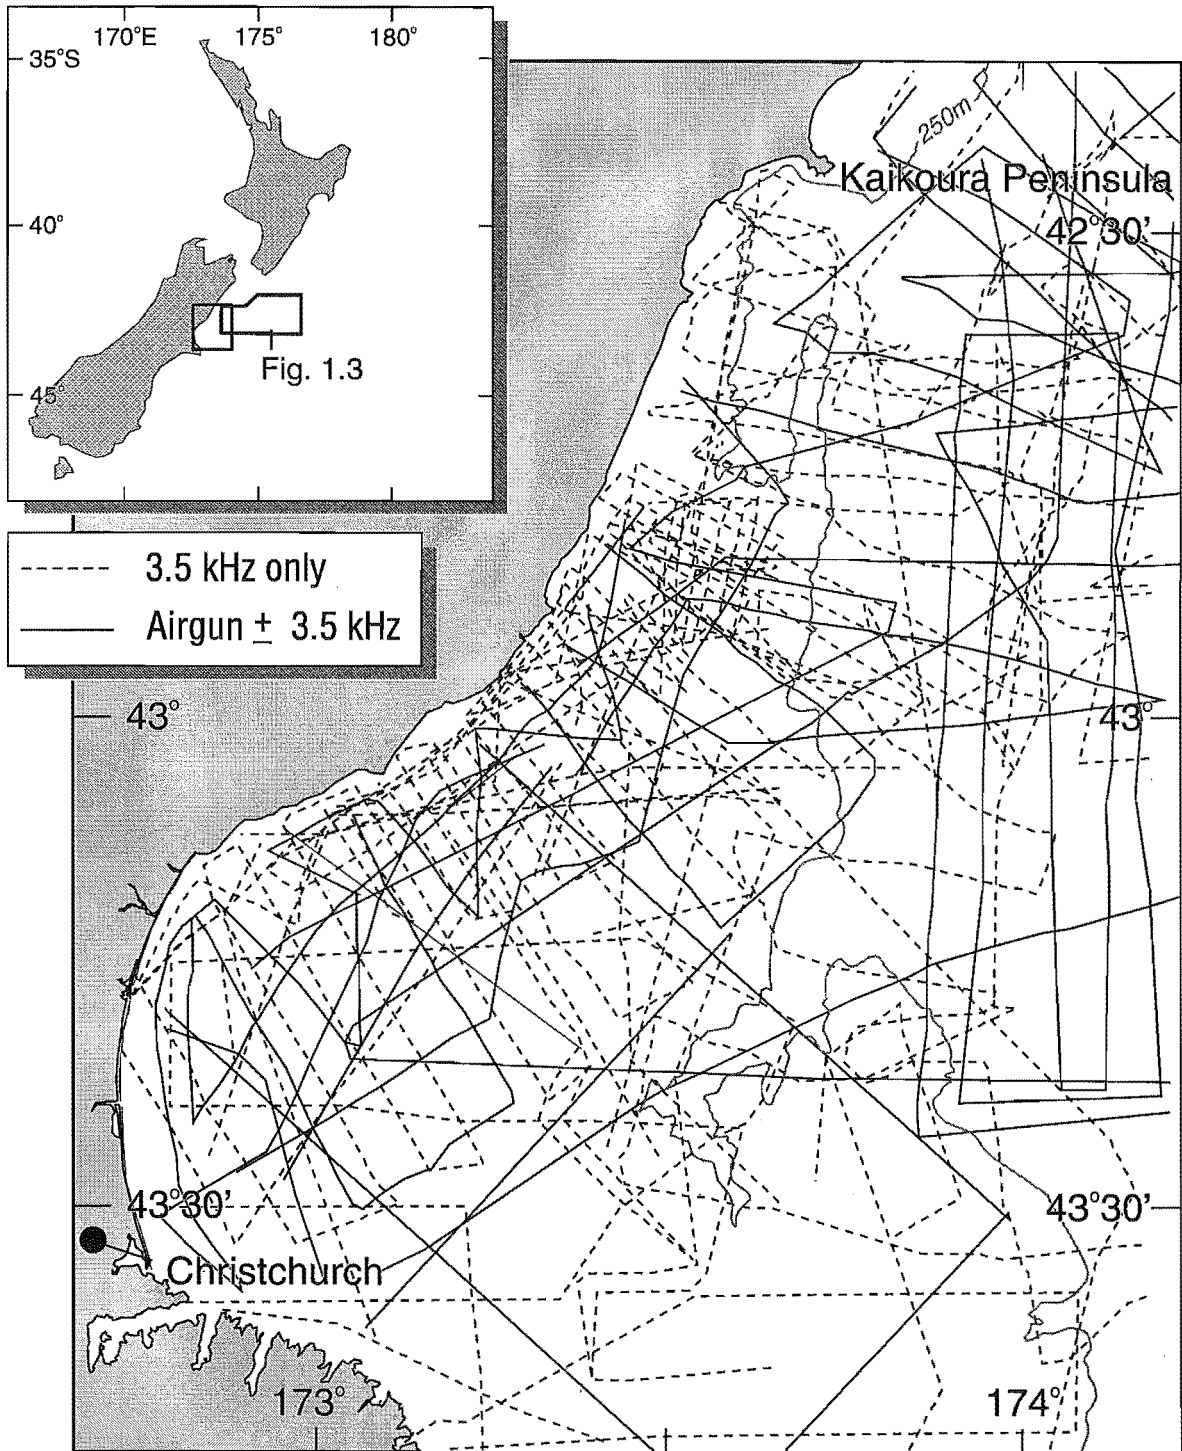 170°E 175° 180°
35°S
40°
45°
Fig. 1.3
3.5 kHz only
Airgun ± 3.5 kHz
250m
Kaikoura Peninsula
42°30'
43°
43°
43°30'
43°30'
Christchurch
173°
174°